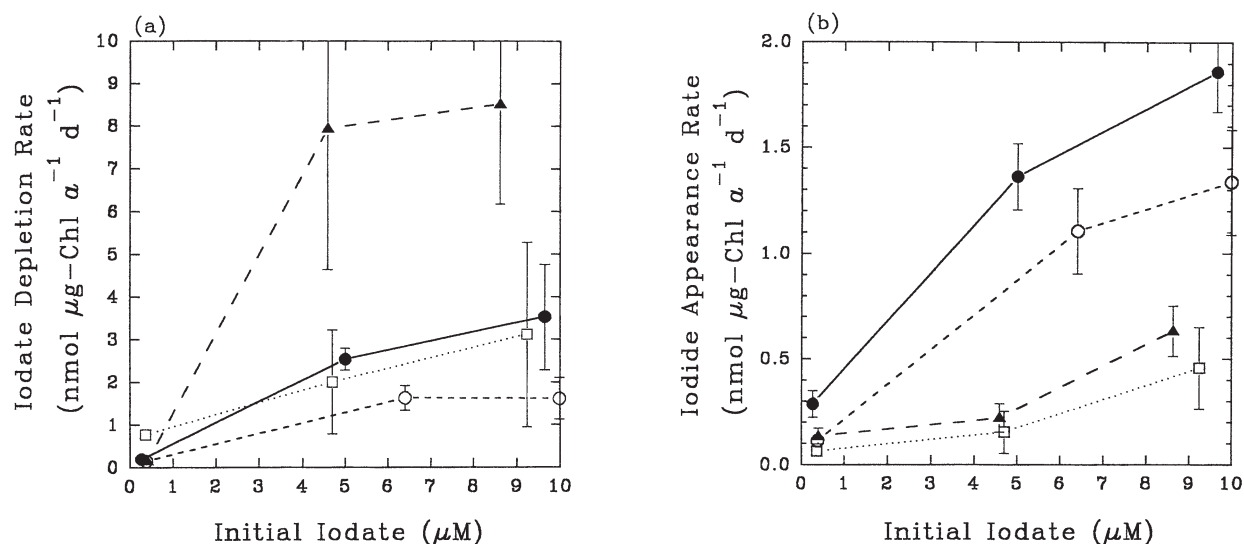 (a)
10
9
8
7
6
5
4
3
2
1
0
Iodate Depletion Rate
(nmol μg−Chl a⁻¹ d⁻¹)
0 1 2 3 4 5 6 7 8 9 10
Initial Iodate (μM)
(b)
2.0
1.5
1.0
0.5
0.0
Iodide Appearance Rate
(nmol μg−Chl a⁻¹ d⁻¹)
0 1 2 3 4 5 6 7 8 9 10
Initial Iodate (μM)